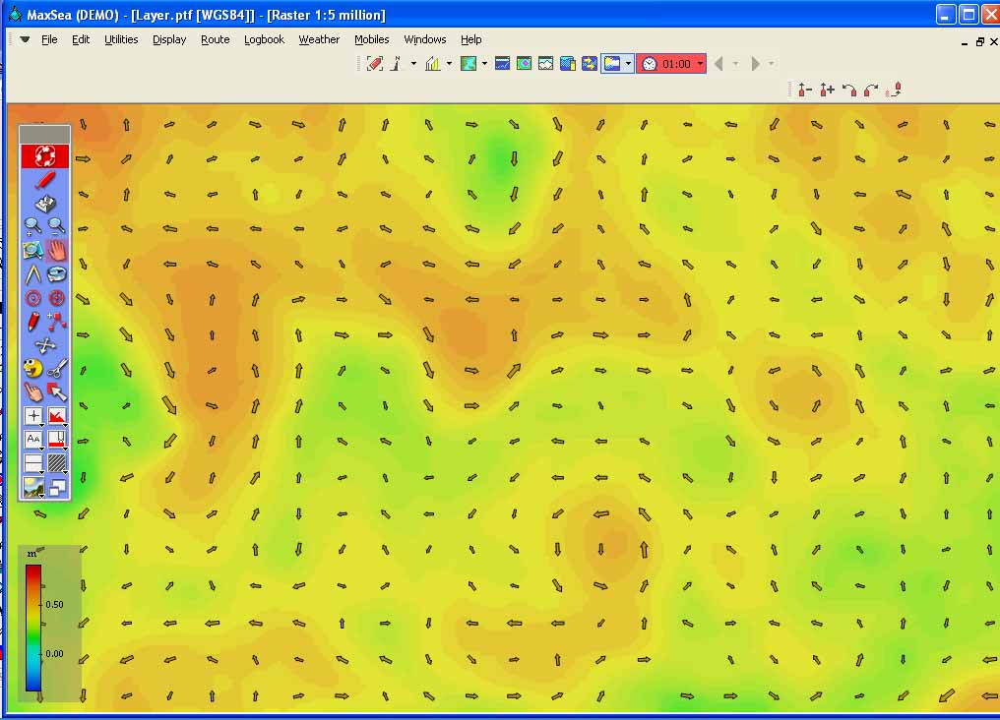 MaxSea (DEMO) - [Layer.ptf [WGS84]] - [Raster 1:5 million]
File Edit Utilities Display Route Logbook Weather Mobiles Windows Help
01:00
AA
m
0.50
0.00